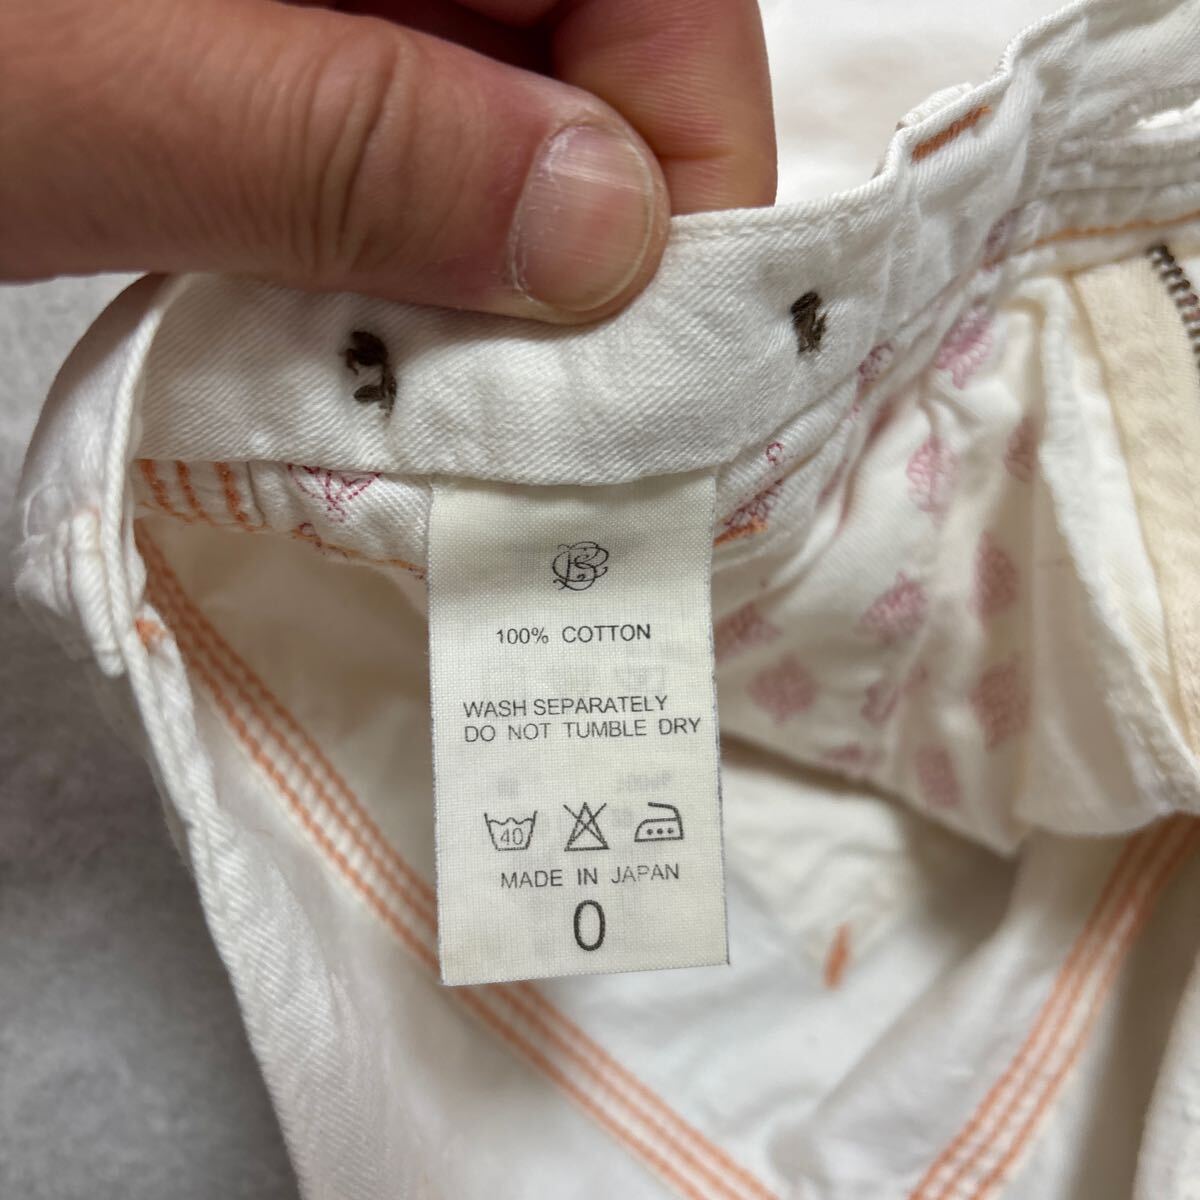 100% COTTON
WASH SEPARATELY
DO NOT TUMBLE DRY
40
MADE IN JAPAN
0